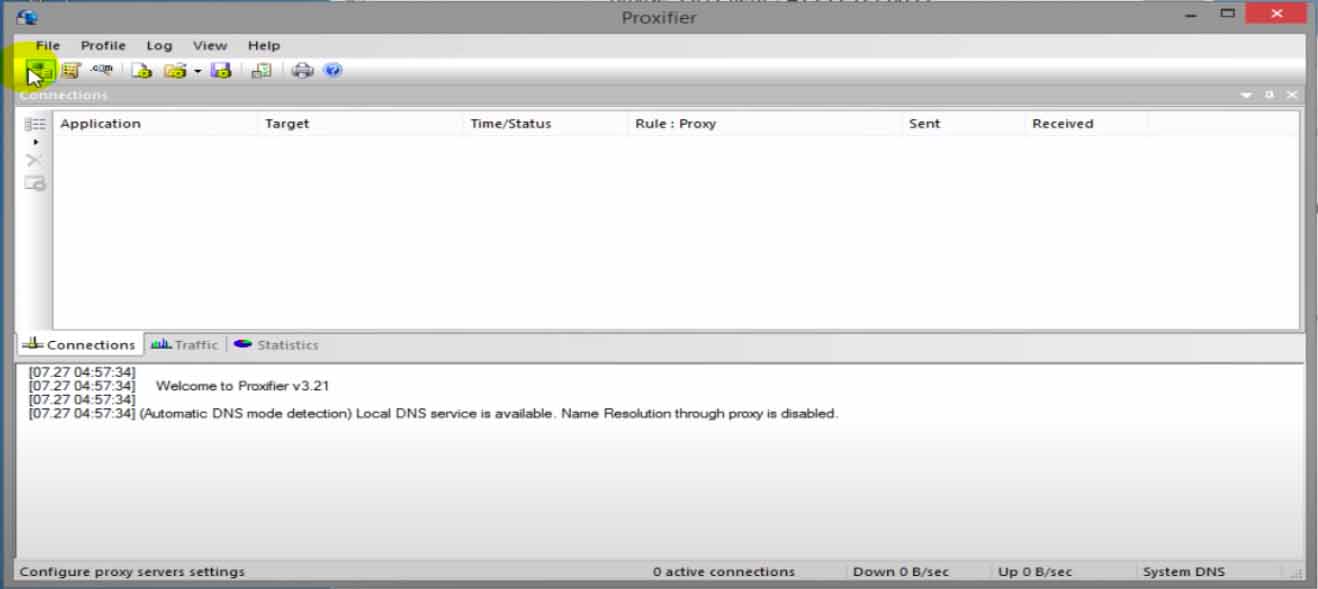 Proxifier
File Profile Log View Help
.com
Connections
Application Target Time/Status Rule : Proxy Sent Received
Connections Traffic Statistics
[07.27 04:57:34]
[07.27 04:57:34] Welcome to Proxifier v3.21
[07.27 04:57:34]
[07.27 04:57:34] (Automatic DNS mode detection) Local DNS service is available. Name Resolution through proxy is disabled.
Configure proxy servers settings 0 active connections Down 0 B/sec Up 0 B/sec System DNS